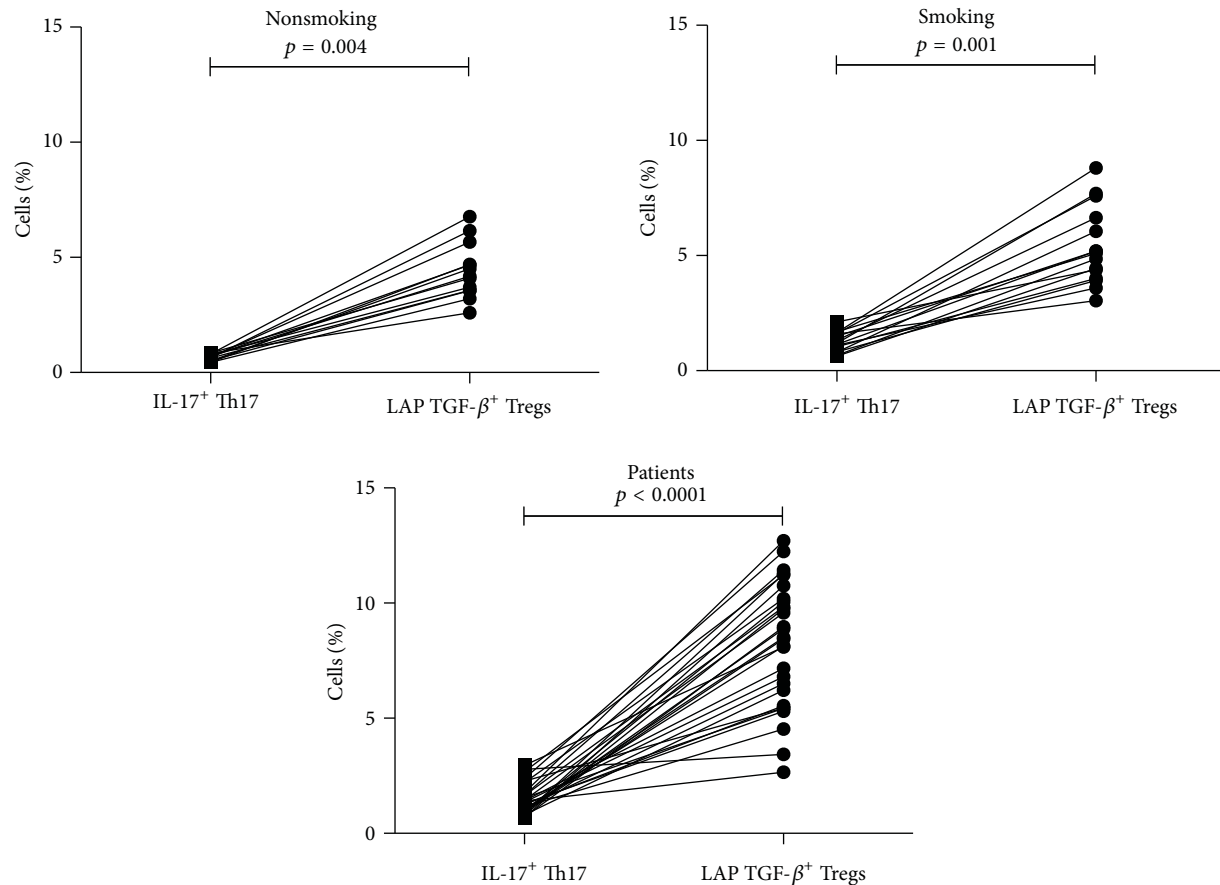 Nonsmoking
p = 0.004
15
10
5
0
Cells (%)
IL-17⁺ Th17
LAP TGF-β⁺ Tregs
Smoking
p = 0.001
15
10
5
0
Cells (%)
IL-17⁺ Th17
LAP TGF-β⁺ Tregs
Patients
p < 0.0001
15
10
5
0
Cells (%)
IL-17⁺ Th17
LAP TGF-β⁺ Tregs